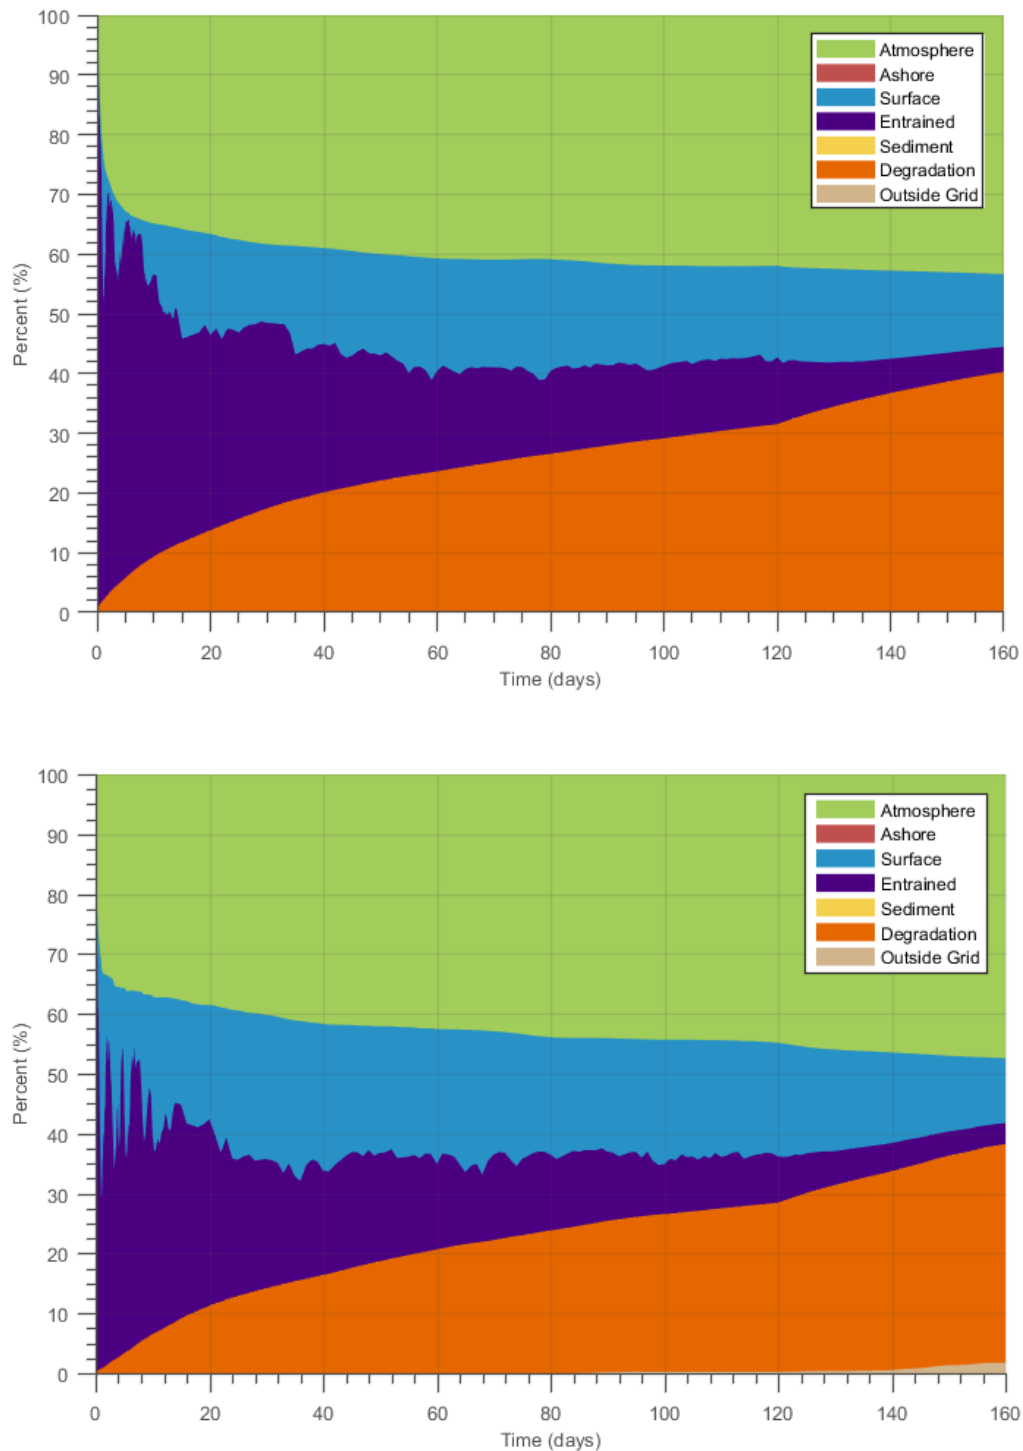 100
90
80
70
60
50
40
30
20
10
0
Percent (%)
Atmosphere
Ashore
Surface
Entrained
Sediment
Degradation
Outside Grid
0 20 40 60 80 100 120 140 160
Time (days)
100
90
80
70
60
50
40
30
20
10
0
Percent (%)
Atmosphere
Ashore
Surface
Entrained
Sediment
Degradation
Outside Grid
0 20 40 60 80 100 120 140 160
Time (days)